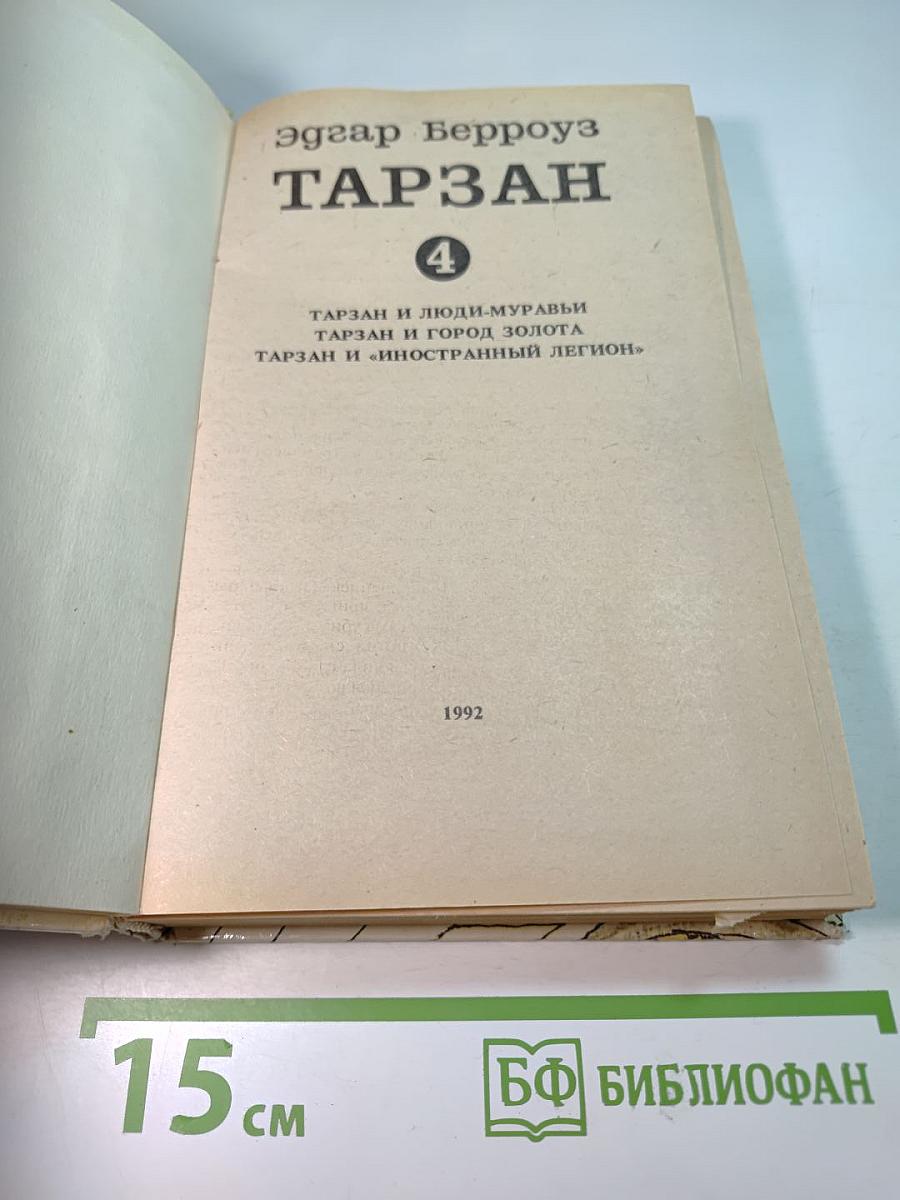 Эдгар Берроуз
ТАРЗАН
4
ТАРЗАН И ЛЮДИ-МУРАВЬИ
ТАРЗАН И ГОРОД ЗОЛОТА
ТАРЗАН И «ИНОСТРАННЫЙ ЛЕГИОН»
1992
15 см
БФ БИБЛИОФАН